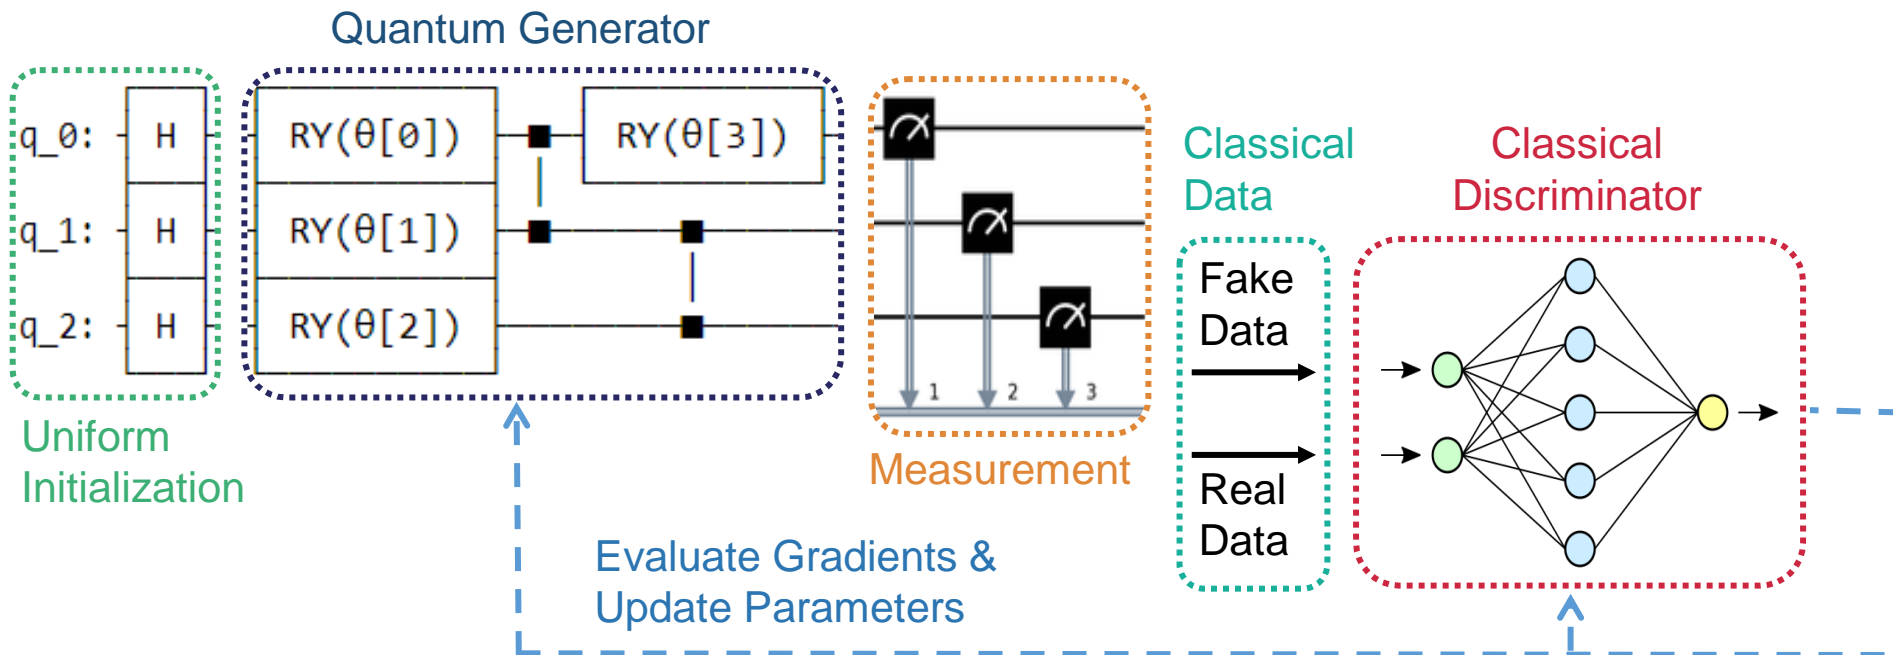 Quantum Generator
q_0: H RY(θ[0]) RY(θ[3])
q_1: H RY(θ[1])
q_2: H RY(θ[2])
1 2 3
Uniform
Initialization
Measurement
Classical
Data
Fake
Data
Real
Data
Classical
Discriminator
Evaluate Gradients &
Update Parameters